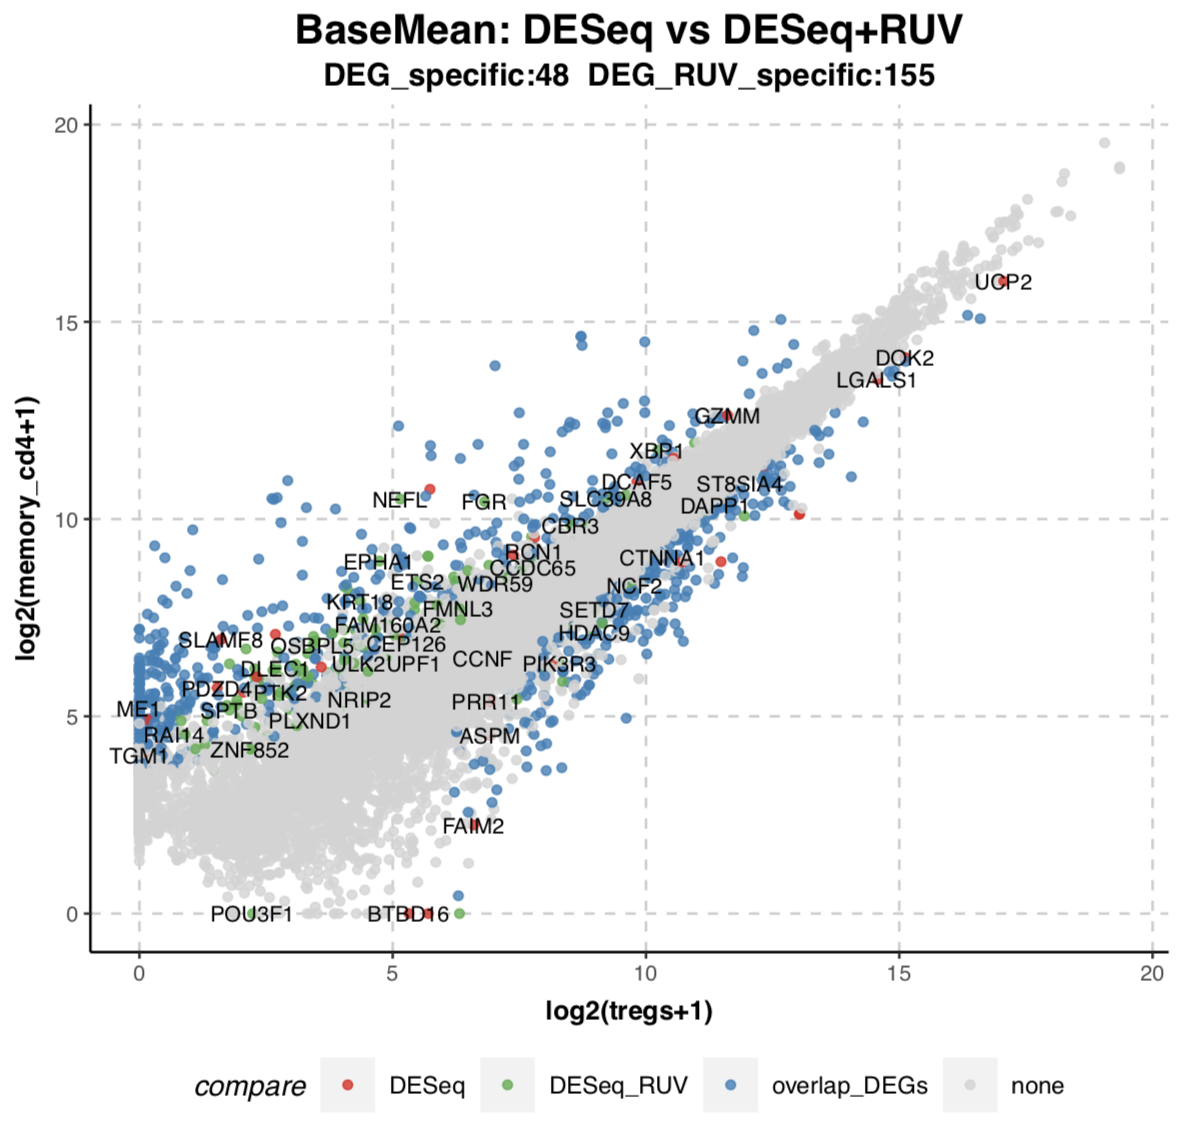 BaseMean: DESeq vs DESeq+RUV
DEG_specific:48 DEG_RUV_specific:155
log2(memory_cd4+1)
20
15
10
5
0
UCP2
DOK2
LGALS1
GZMM
XBP1
DCAF5
ST8SIA4
NEFL
FGR
SLC39A8
DAPP1
CBR3
RCN1
EPHA1
CCDC65
CTNNA1
ETS2
WDR59
NCF2
KRT18
FMNL3
SETD7
FAM160A2
HDAC9
SLAMF8
OSBPL5
CEP126
DLEC1
ULK2
UPF1
CCNF
PIK3R3
PDZD4
PTK2
NRIP2
PRR11
ME1
SPTB
PLXND1
RAI14
ASPM
TGM1
ZNF852
FAIM2
POU3F1
BTBD16
0
5
10
15
20
log2(tregs+1)
compare
DESeq
DESeq_RUV
overlap_DEGs
none